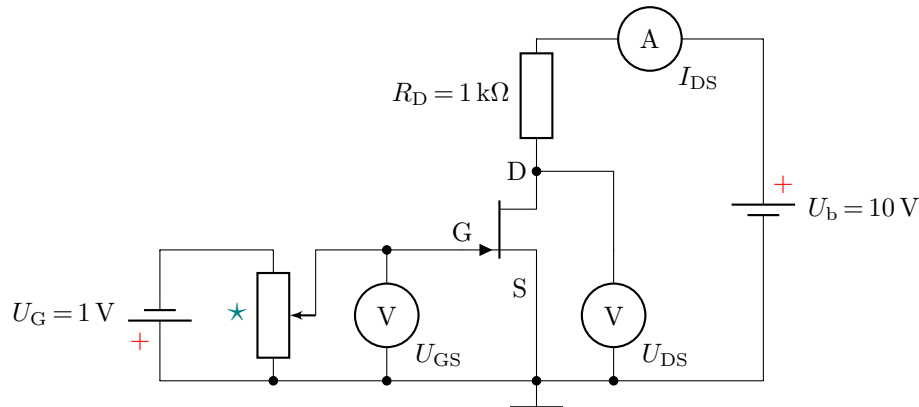 A
I_DS
R_D = 1 kΩ
D
+
U_b = 10 V
G
S
U_G = 1 V
+
V
U_GS
V
U_DS